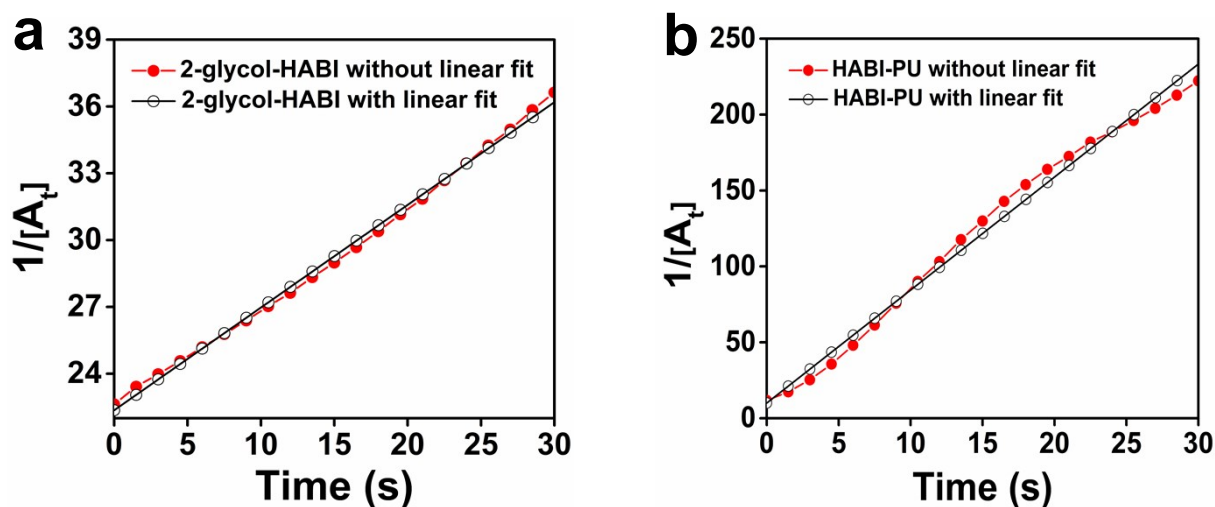 a
39
36
33
30
27
24
1/[At]
2-glycol-HABI without linear fit
2-glycol-HABI with linear fit
0 5 10 15 20 25 30
Time (s)
b
250
200
150
100
50
0
1/[At]
HABI-PU without linear fit
HABI-PU with linear fit
0 5 10 15 20 25 30
Time (s)